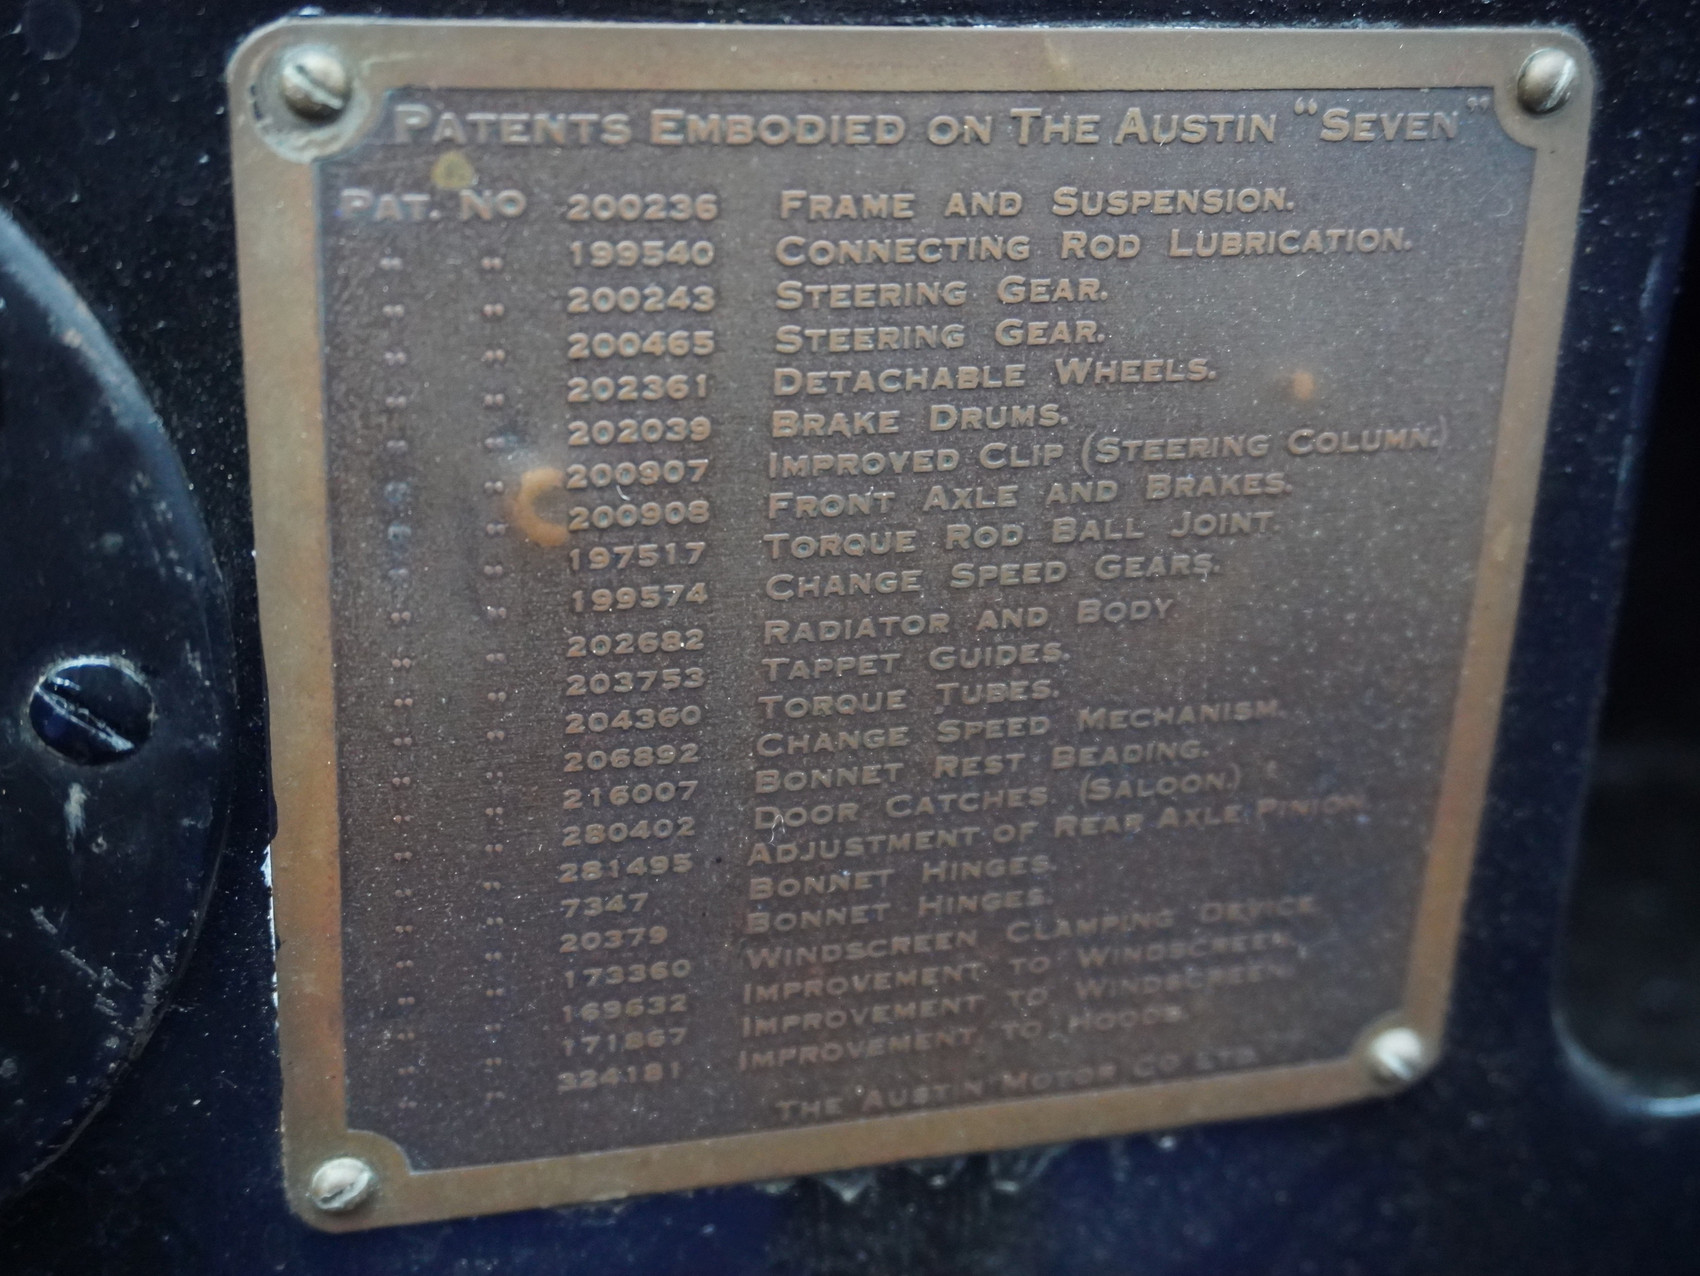 PATENTS EMBODIED ON THE AUSTIN "SEVEN"
PAT. NO 200236 FRAME AND SUSPENSION.
" " 199540 CONNECTING ROD LUBRICATION.
" " 200243 STEERING GEAR.
" " 200465 STEERING GEAR.
" " 202361 DETACHABLE WHEELS.
" " 202039 BRAKE DRUMS.
" " 200907 IMPROVED CLIP (STEERING COLUMN.)
" " 200908 FRONT AXLE AND BRAKES.
" " 197517 TORQUE ROD BALL JOINT.
" " 199574 CHANGE SPEED GEARS.
" " 202682 RADIATOR AND BODY.
" " 203753 TAPPET GUIDES.
" " 204360 TORQUE TUBES.
" " 206892 CHANGE SPEED MECHANISM.
" " 216007 BONNET REST BEADING.
" " 280402 DOOR CATCHES. (SALOON.)
" " 281495 ADJUSTMENT OF REAR AXLE PINION.
" " 7347 BONNET HINGES.
" " 20379 BONNET HINGES.
" " 173360 WINDSCREEN CLAMPING DEVICE.
" " 169632 IMPROVEMENT TO WINDSCREEN.
" " 171867 IMPROVEMENT TO WINDSCREEN.
" " 324181 IMPROVEMENT TO HOODS.
THE AUSTIN MOTOR CO LTD.